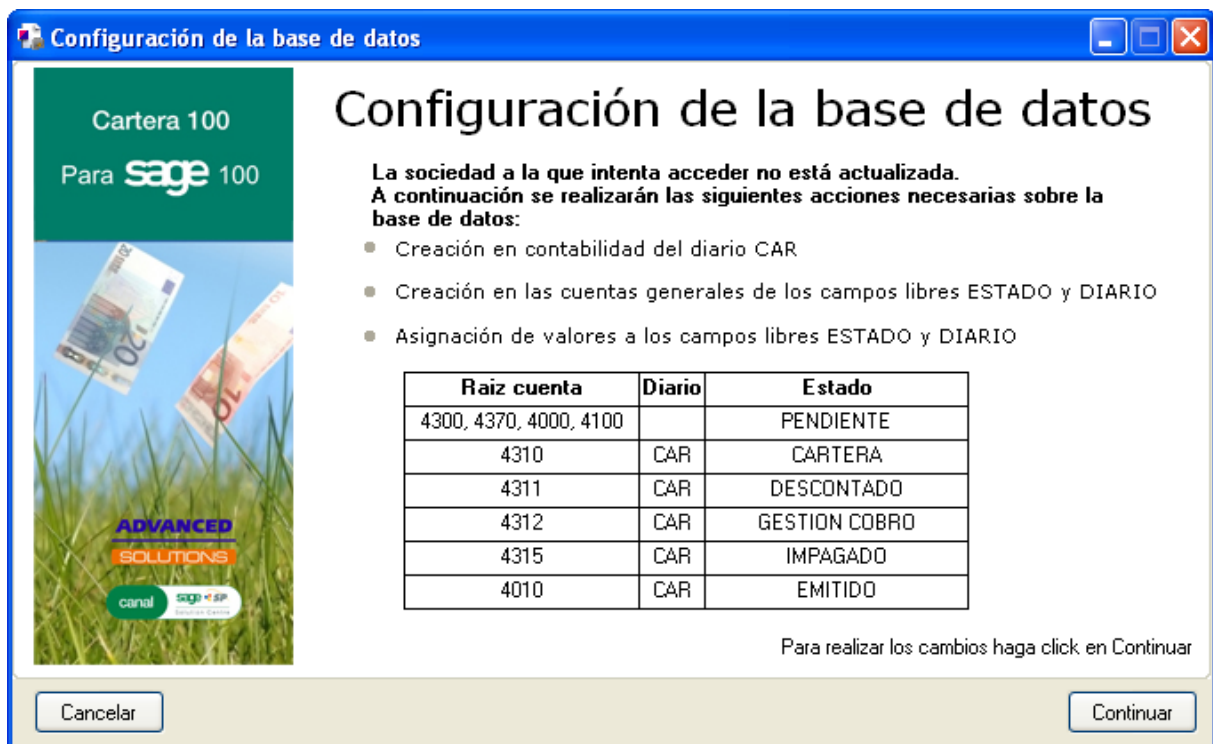 Configuración de la base de datos
Cartera 100
Para sage 100
Configuración de la base de datos
La sociedad a la que intenta acceder no está actualizada.
A continuación se realizarán las siguientes acciones necesarias sobre la
base de datos:
Creación en contabilidad del diario CAR
Creación en las cuentas generales de los campos libres ESTADO y DIARIO
Asignación de valores a los campos libres ESTADO y DIARIO
Raiz cuenta Diario Estado
4300, 4370, 4000, 4100 PENDIENTE
4310 CAR CARTERA
4311 CAR DESCONTADO
4312 CAR GESTION COBRO
4315 CAR IMPAGADO
4010 CAR EMITIDO
ADVANCED
SOLUTIONS
canal sage SP
Solution Centre
Para realizar los cambios haga click en Continuar
Cancelar Continuar